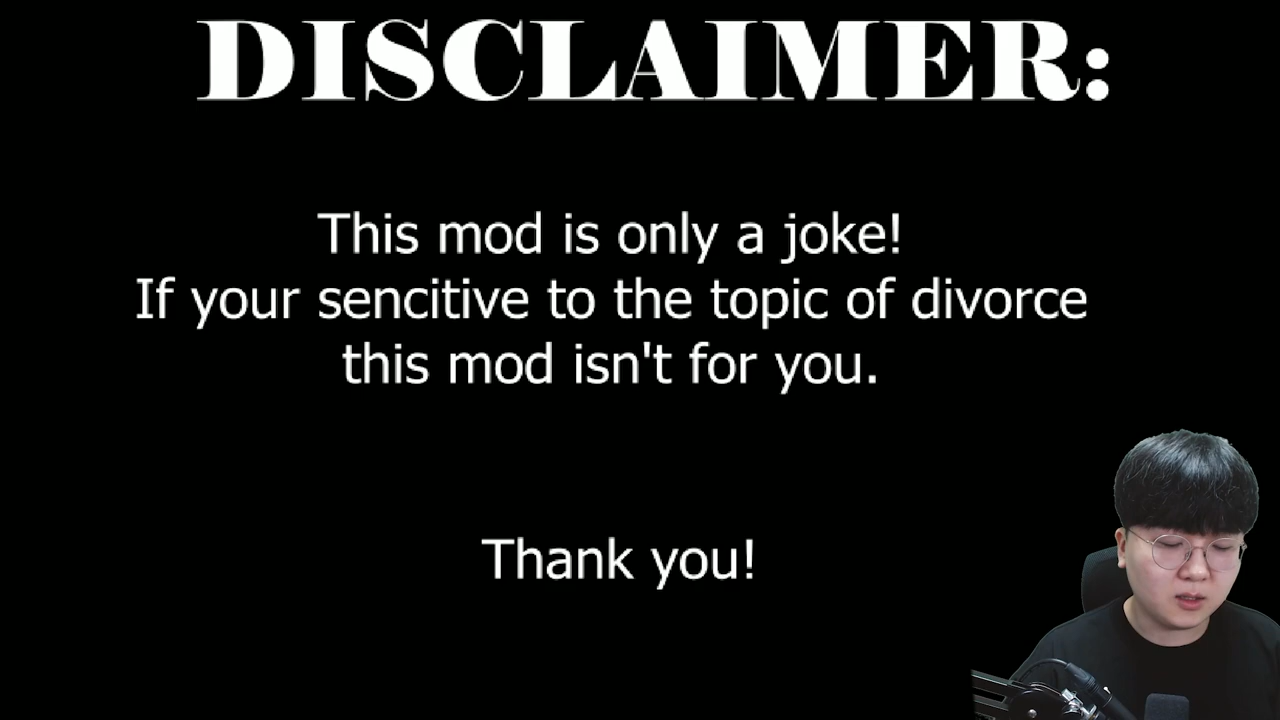 DISCLAIMER:
This mod is only a joke!
If your sencitive to the topic of divorce
this mod isn't for you.
Thank you!